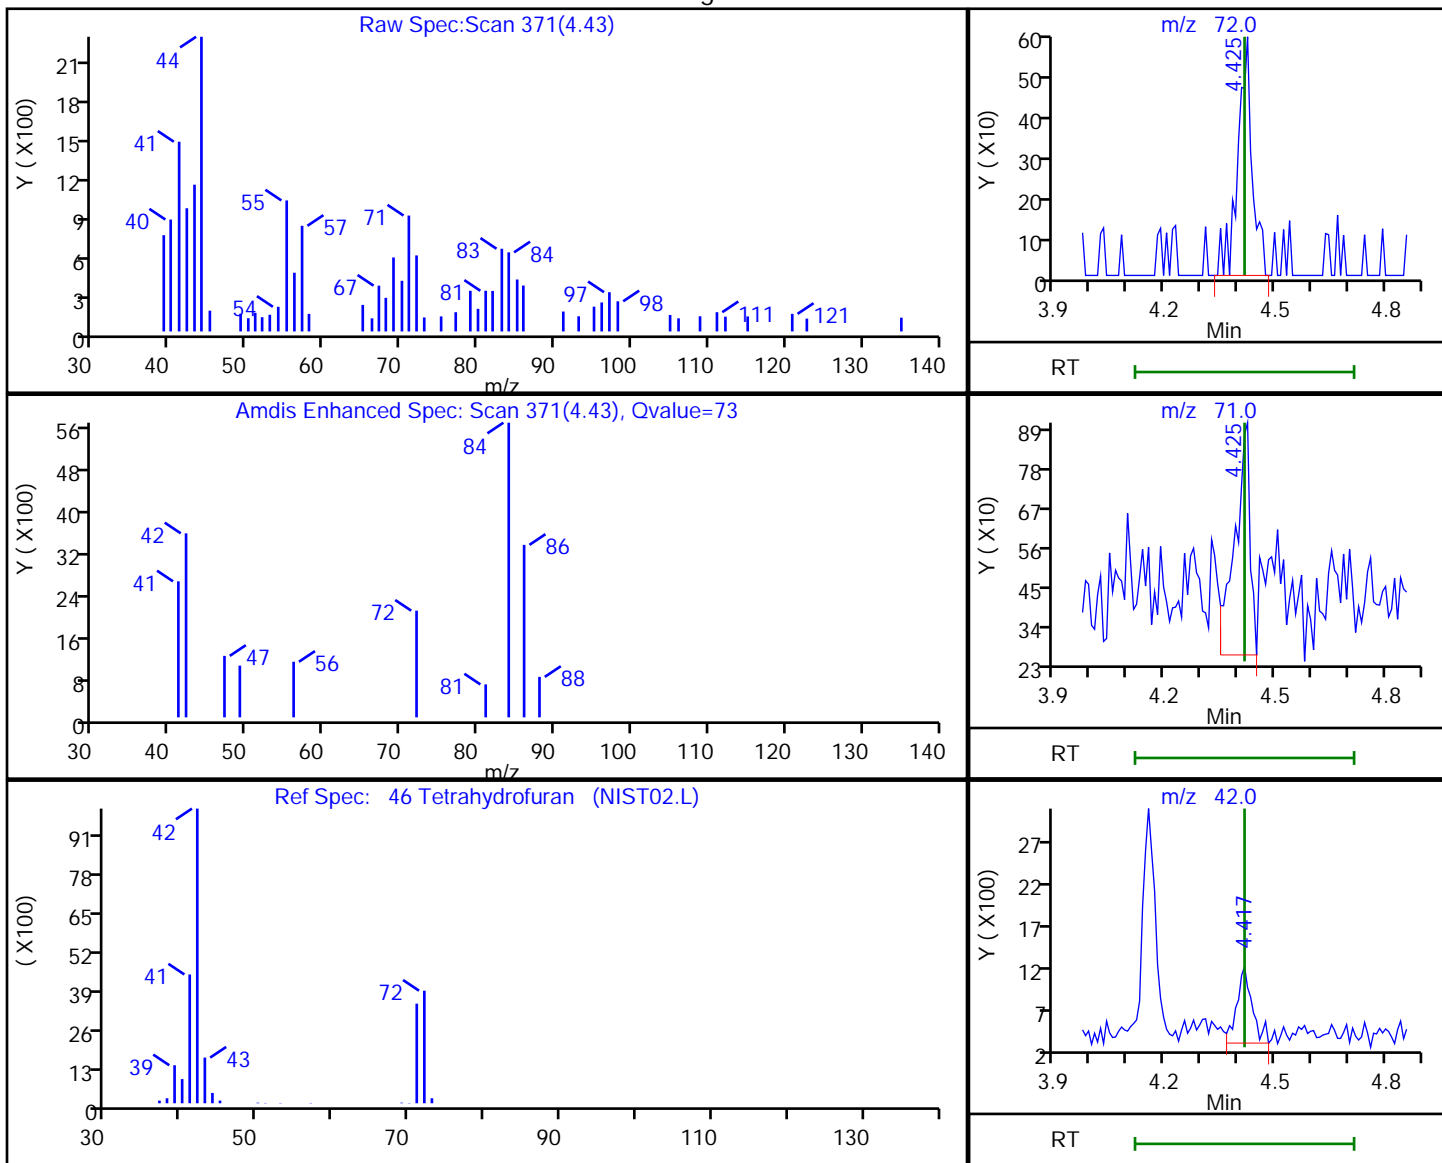 Raw Spec:Scan 371(4.43)
Y ( X100)
21
18
15
12
9
6
3
0
44
41
40
55
57
54
67
71
83
84
81
97
98
111
121
30 40 50 60 70 80 90 100 110 120 130 140
m/z
m/z 72.0
Y ( X10)
60
50
40
30
20
10
0
4.425
3.9 4.2 4.5 4.8
Min
RT
Amdis Enhanced Spec: Scan 371(4.43), Qvalue=73
Y ( X100)
56
48
40
32
24
16
8
0
84
42
41
86
72
47
56
81
88
30 40 50 60 70 80 90 100 110 120 130 140
m/z
m/z 71.0
Y ( X10)
89
78
67
56
45
34
23
4.425
3.9 4.2 4.5 4.8
Min
RT
Ref Spec: 46 Tetrahydrofuran (NIST02.L)
( X100)
91
78
65
52
39
26
13
0
42
41
72
39
43
30 50 70 90 110 130
m/z 42.0
Y ( X100)
27
22
17
12
7
2
4.417
3.9 4.2 4.5 4.8
Min
RT